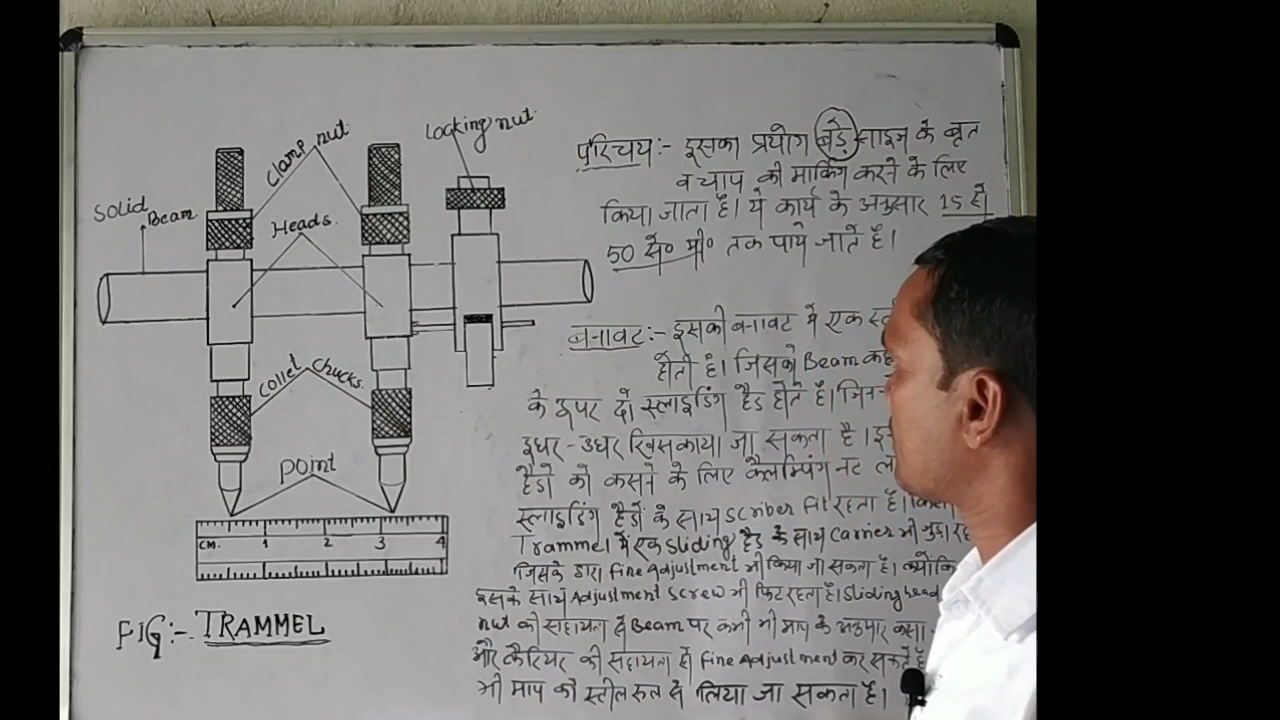 Clamp nut
Locking nut
Solid Beam
Heads.
Collet Chucks.
Point
CM. 1 2 3 4
FIG:- TRAMMEL
परिचय:- इसका प्रयोग बड़े साइज के बृत
व चाप की मार्किंग करने के लिए
किया जाता है। ये कार्य के अनुसार 15 से
50 से० मी० तक पाये जाते हैं।
बनावट:- इसकी बनावट में एक
होती है। जिसको Beam
के ऊपर दो स्लाइडिंग हैड होते हैं।
इधर-उधर खिसकाया जा सकता है।
हैडो को कसने के लिए क्लैम्पिंग नट
स्लाइडिंग हैडों के साथ scriber fit रहता है।
Trammel में एक sliding हैड के साथ carrier भी जुड़ा
जिसके द्वारा fine adjustment भी किया जा सकता है। क्योंकि
इसके साथ Adjustment screw भी फिट रहता है। sliding head
nut की सहायता से Beam पर कभी भी माप के अनुसार कसा
और कैरियर की सहायता से fine Adjustment कर सकते
भी माप को स्टील रूल से लिया जा सकता है।